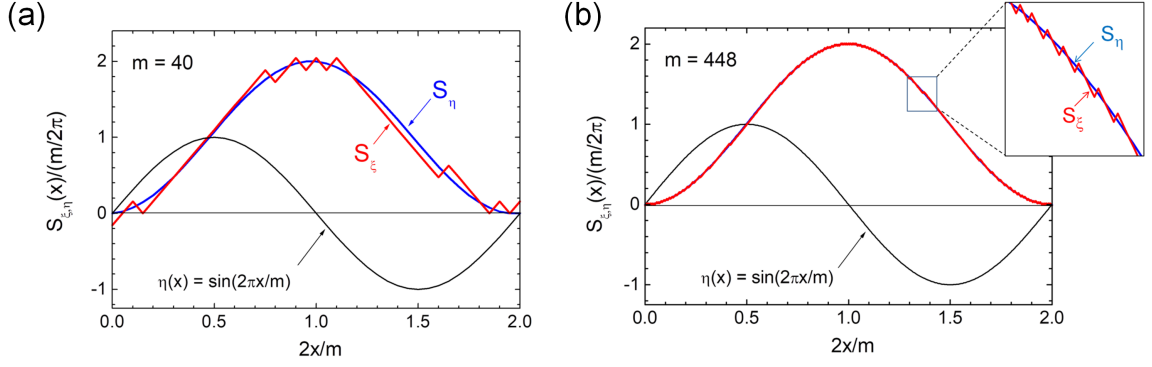 (a)
m = 40
S_η
S_ξ
η(x) = sin(2πx/m)
S_ξ,η(x)/(m/2π)
2
1
0
-1
0.0 0.5 1.0 1.5 2.0
2x/m
(b)
m = 448
S_η
S_ξ
η(x) = sin(2πx/m)
S_ξ,η(x)/(m/2π)
2
1
0
-1
0.0 0.5 1.0 1.5 2.0
2x/m